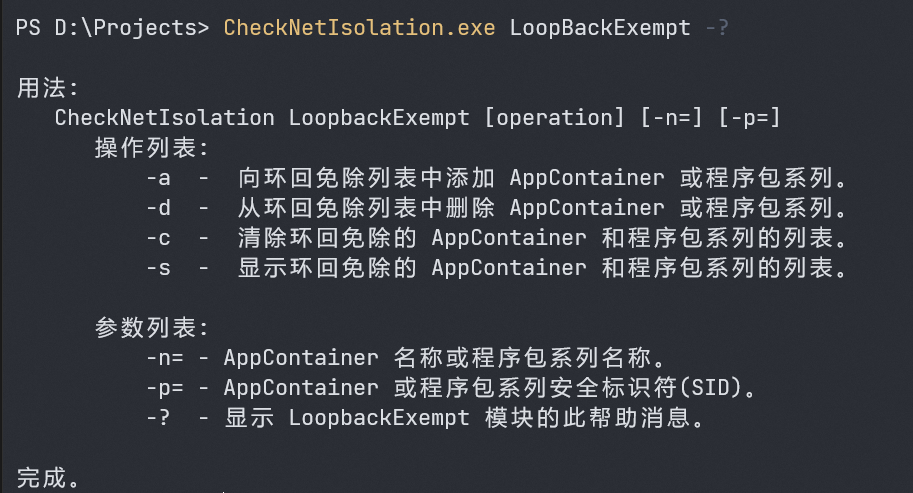 PS D:\Projects> CheckNetIsolation.exe LoopBackExempt -?
用法:
CheckNetIsolation LoopbackExempt [operation] [-n=] [-p=]
操作列表:
-a - 向环回免除列表中添加 AppContainer 或程序包系列。
-d - 从环回免除列表中删除 AppContainer 或程序包系列。
-c - 清除环回免除的 AppContainer 和程序包系列的列表。
-s - 显示环回免除的 AppContainer 和程序包系列的列表。
参数列表:
-n= - AppContainer 名称或程序包系列名称。
-p= - AppContainer 或程序包系列安全标识符(SID)。
-? - 显示 LoopbackExempt 模块的此帮助消息。
完成。